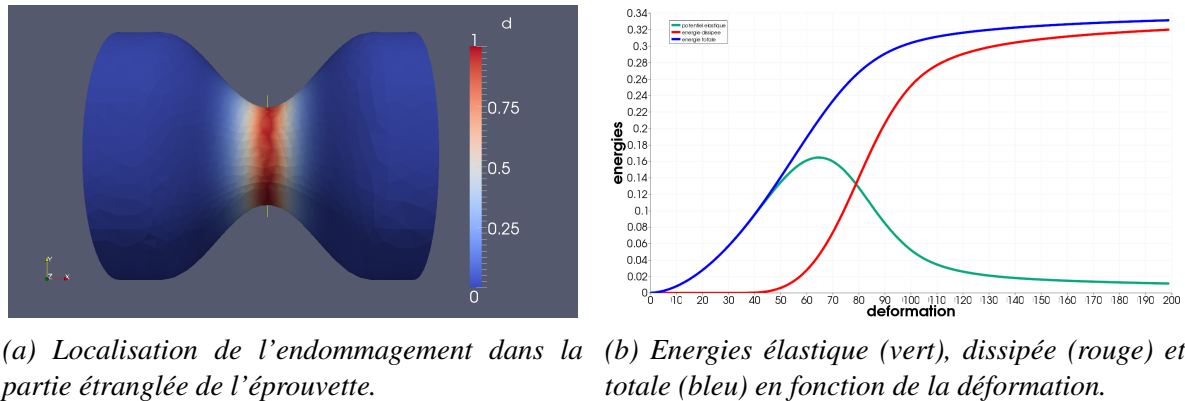 d
1
0.75
0.5
0.25
0
Y
Z
X
0.34
0.32
0.3
0.28
0.26
0.24
0.22
0.2
0.18
0.16
0.14
0.12
0.1
0.08
0.06
0.04
0.02
0
energies
potentiel elastique
energie dissipee
energie totale
0 10 20 30 40 50 60 70 80 90 100 110 120 130 140 150 160 170 180 190 200
deformation
(a) Localisation de l'endommagement dans la
partie étranglée de l'éprouvette.
(b) Energies élastique (vert), dissipée (rouge) et
totale (bleu) en fonction de la déformation.